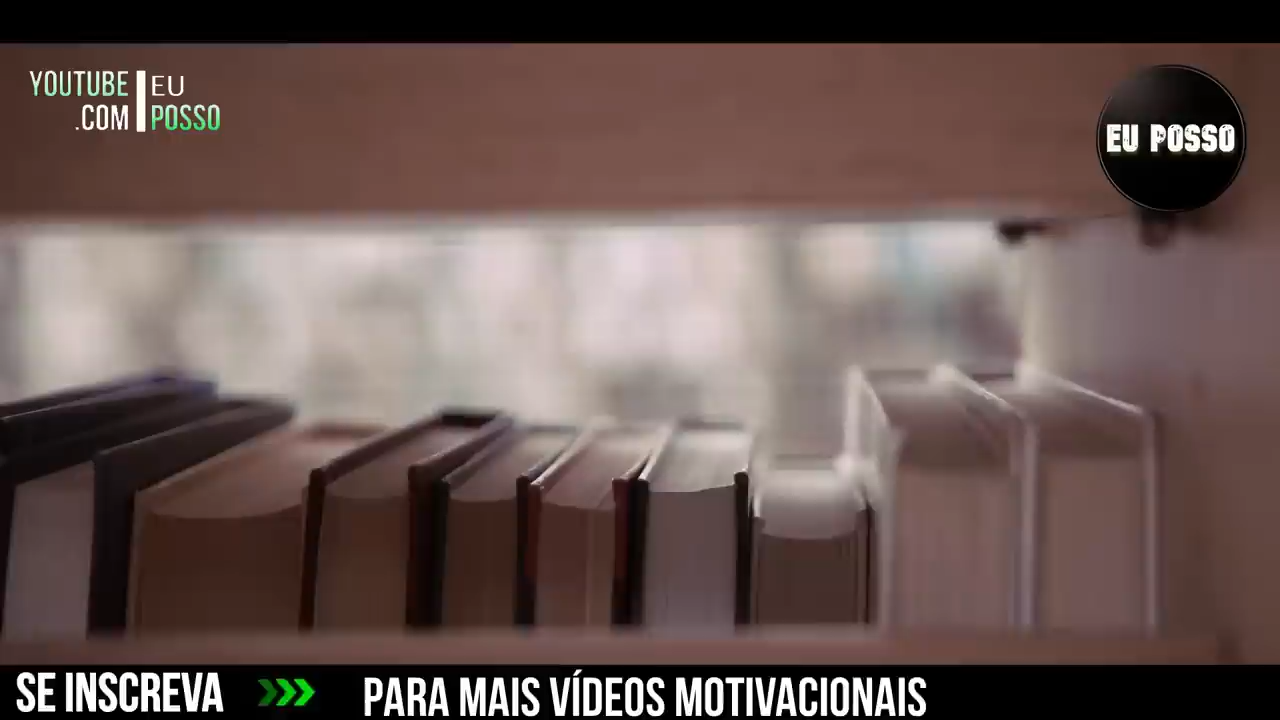 YOUTUBE EU
.COM POSSO
EU POSSO
SE INSCREVA >>> PARA MAIS VÍDEOS MOTIVACIONAIS